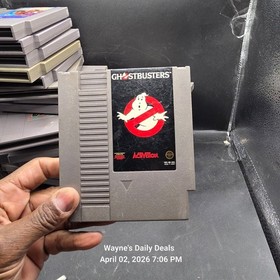 GHOSTBUSTERS
ACTIVISION
Wayne's Daily Deals
April 02, 2026 7:06 PM